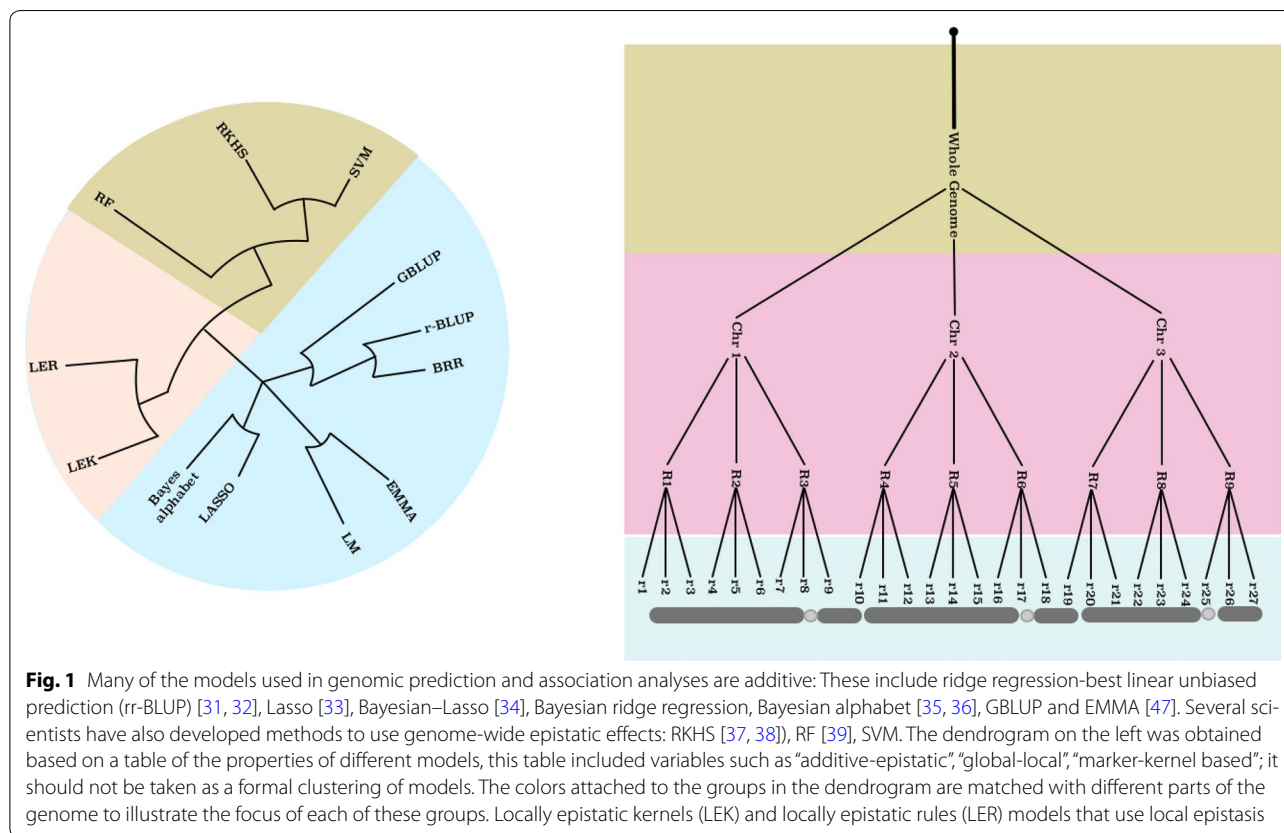 RKHS
SVM
RF
GBLUP
r-BLUP
BRR
LER
LEK
Bayes
alphabet
LASSO
EMMA
LM
Whole Genome
Chr 1
Chr 2
Chr 3
R1
R2
R3
R4
R5
R6
R7
R8
R9
r1
r2
r3
r4
r5
r6
r7
r8
r9
r10
r11
r12
r13
r14
r15
r16
r17
r18
r19
r20
r21
r22
r23
r24
r25
r26
r27
Fig. 1 Many of the models used in genomic prediction and association analyses are additive: These include ridge regression-best linear unbiased
prediction (rr-BLUP) [31, 32], Lasso [33], Bayesian–Lasso [34], Bayesian ridge regression, Bayesian alphabet [35, 36], GBLUP and EMMA [47]. Several sci-
entists have also developed methods to use genome-wide epistatic effects: RKHS [37, 38]), RF [39], SVM. The dendrogram on the left was obtained
based on a table of the properties of different models, this table included variables such as “additive-epistatic”, “global-local”, “marker-kernel based”; it
should not be taken as a formal clustering of models. The colors attached to the groups in the dendrogram are matched with different parts of the
genome to illustrate the focus of each of these groups. Locally epistatic kernels (LEK) and locally epistatic rules (LER) models that use local epistasis